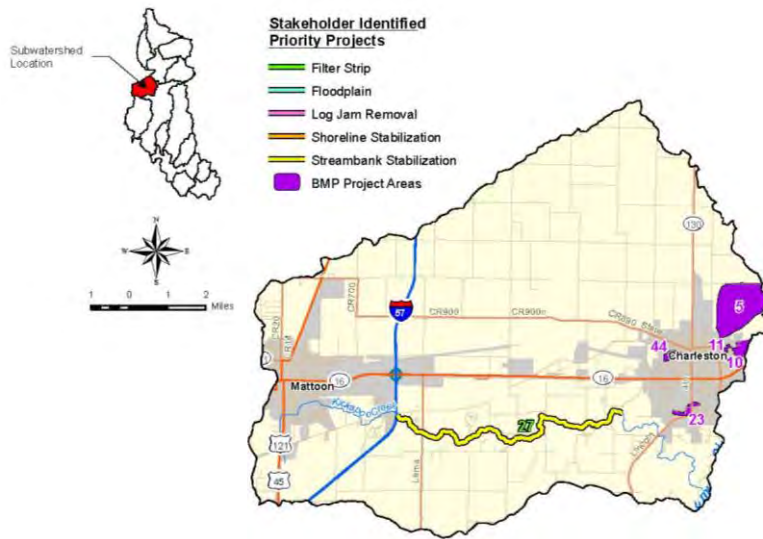 Subwatershed
Location
Stakeholder Identified
Priority Projects
Filter Strip
Floodplain
Log Jam Removal
Shoreline Stabilization
Streambank Stabilization
BMP Project Areas
N
W
E
S
1 0 1 2
Miles
130
5
CR700
57
CR900
CR900e
11
44
Charleston
10
16
16
Mattoon
Kickapoo Creek
27
23
121
45
Lerna